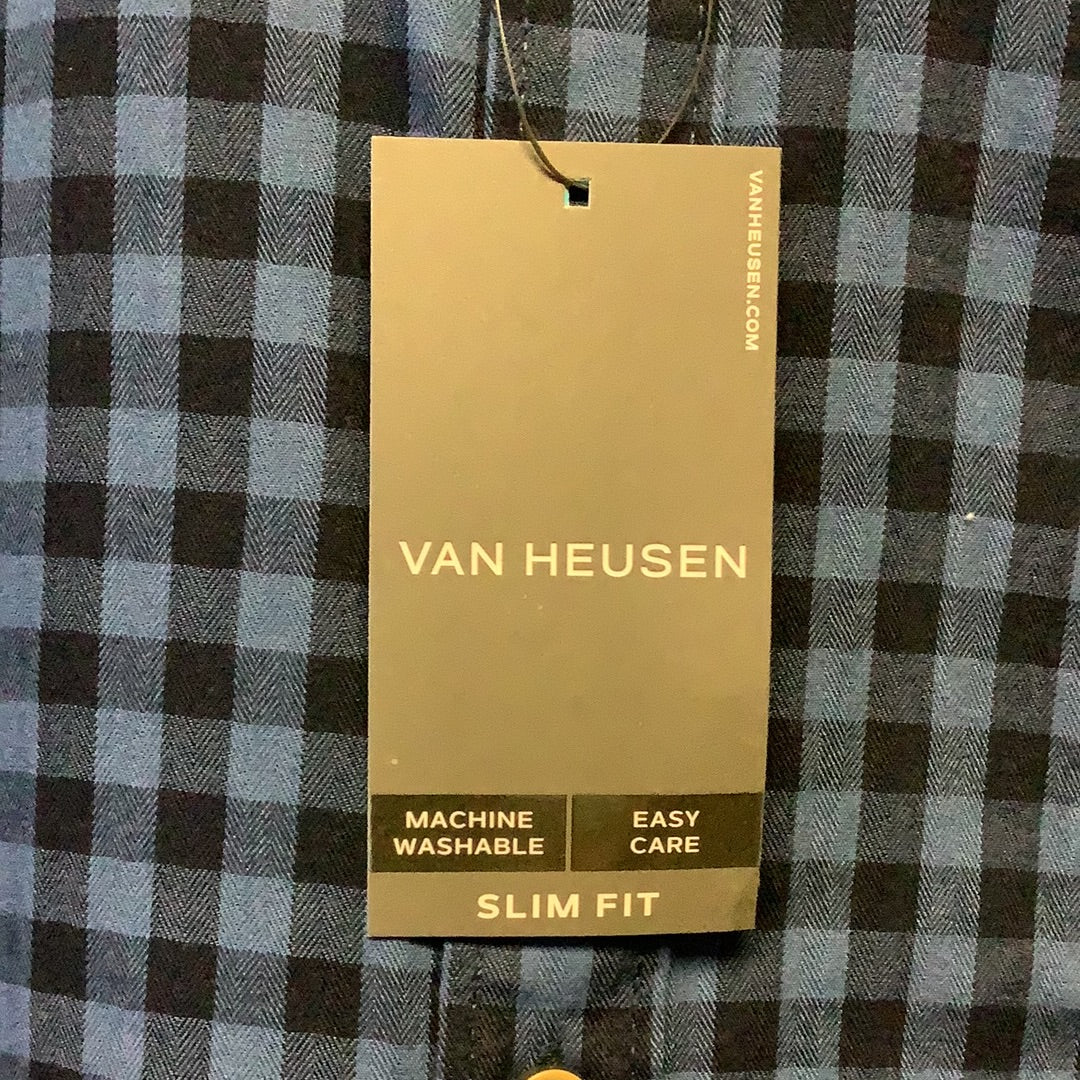 VANHEUSEN.COM
VAN HEUSEN
MACHINE
WASHABLE
EASY
CARE
SLIM FIT